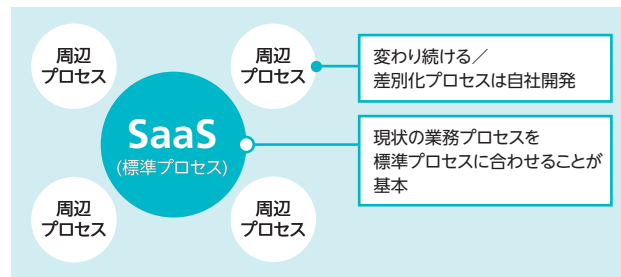 周辺
プロセス
周辺
プロセス
変わり続ける／
差別化プロセスは自社開発
SaaS
(標準プロセス)
現状の業務プロセスを
標準プロセスに合わせることが
基本
周辺
プロセス
周辺
プロセス